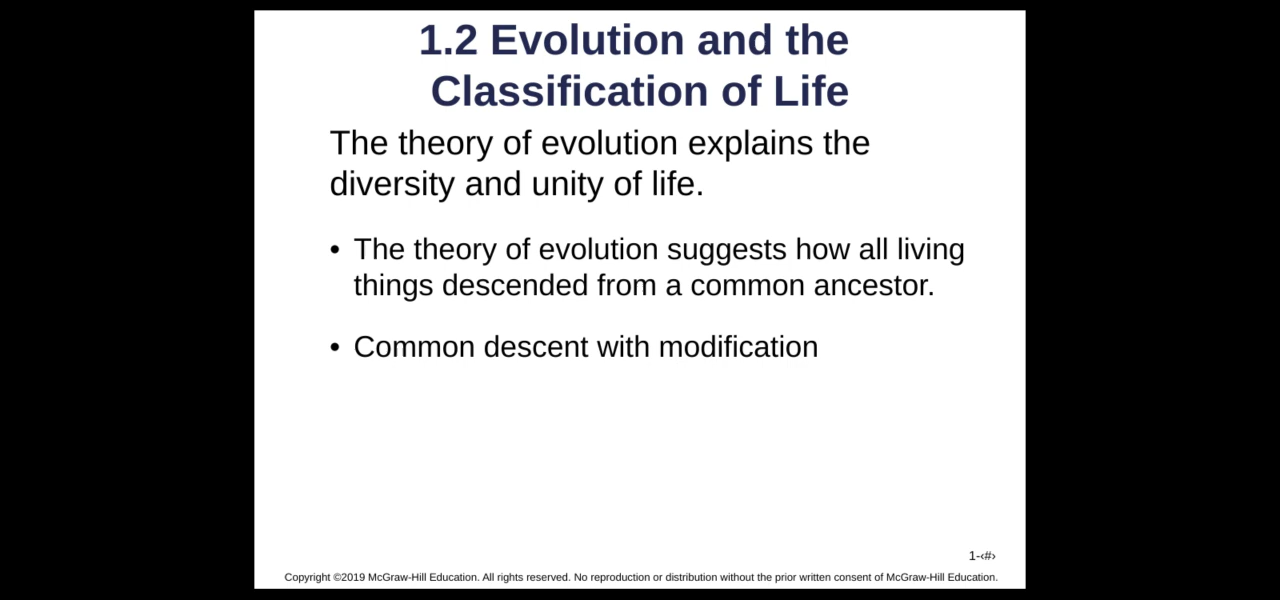 1.2 Evolution and the
Classification of Life
The theory of evolution explains the
diversity and unity of life.
• The theory of evolution suggests how all living
things descended from a common ancestor.
• Common descent with modification
1-‹#›
Copyright ©2019 McGraw-Hill Education. All rights reserved. No reproduction or distribution without the prior written consent of McGraw-Hill Education.